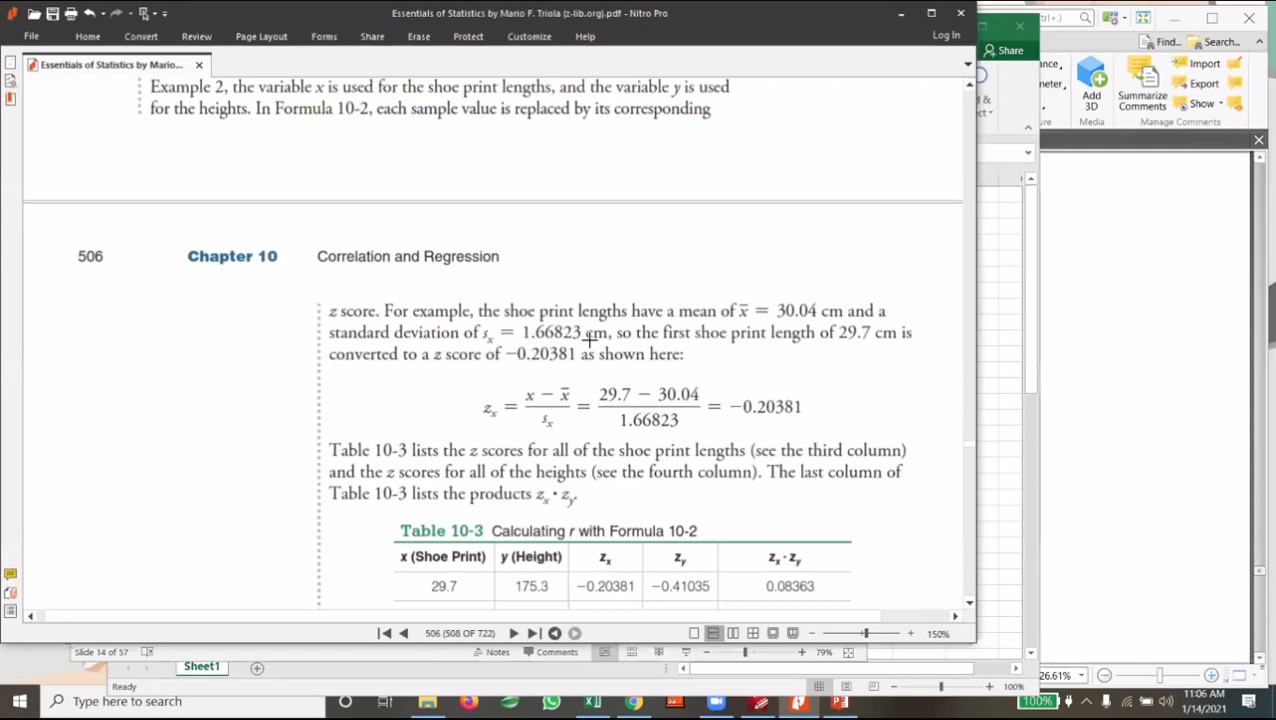 Essentials of Statistics by Mario F. Triola (z-lib.org).pdf - Nitro Pro
File Home Convert Review Page Layout Share Erase Customize Help Log In
Essentials of Statistics by Mario...
Example 2, the variable x is used for the shoe print lengths, and the variable y is used
for the heights. In Formula 10-2, each sample value is replaced by its corresponding
506 Chapter 10 Correlation and Regression
z score. For example, the shoe print lengths have a mean of x̄ = 30.04 cm and a
standard deviation of sx = 1.66823 cm, so the first shoe print length of 29.7 cm is
converted to a z score of −0.20381 as shown here:
zx = x − x̄ / sx = 29.7 − 30.04 / 1.66823 = −0.20381
Table 10-3 lists the z scores for all of the shoe print lengths (see the third column)
and the z scores for all of the heights (see the fourth column). The last column of
Table 10-3 lists the products zx · zy.
Table 10-3 Calculating r with Formula 10-2
x (Shoe Print) y (Height) zx zy zx · zy
29.7 175.3 −0.20381 −0.41035 0.08363
506 (508 OF 722) 150%
Share
Find... Search...
Add
3D
Media
Summarize
Comments
Import
Export
Show
Manage Comments
Slide 14 of 57 Notes Comments 79%
Sheet1
Ready 100%
26.61%
Type here to search
100%
11:06 AM
1/14/2021